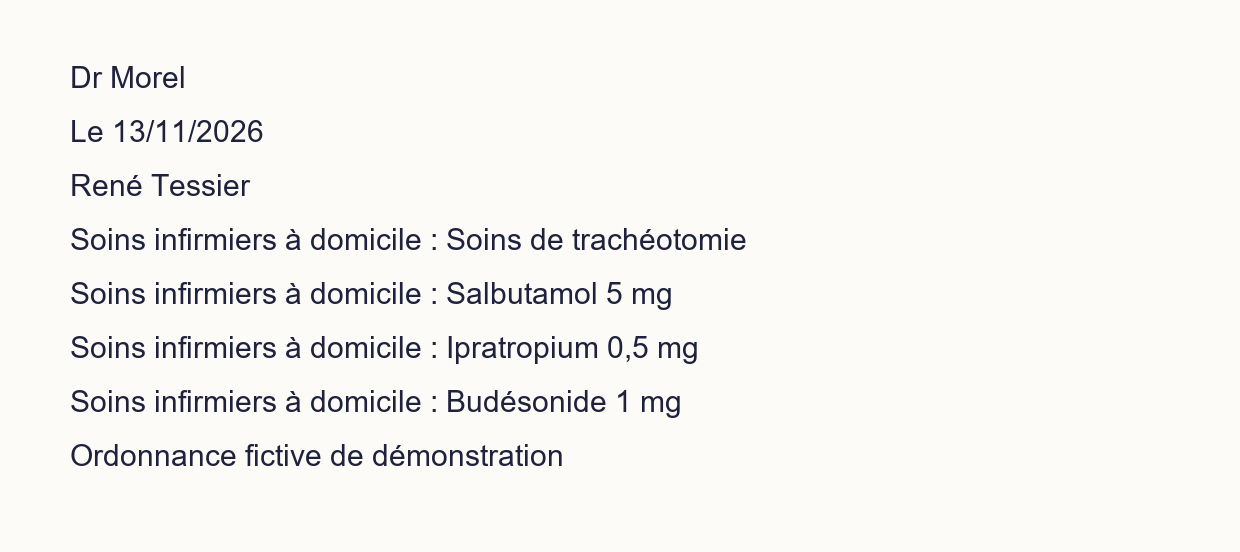 Dr Morel
Le 13/11/2026
René Tessier
Soins infirmiers à domicile : Soins de trachéotomie
Soins infirmiers à domicile : Salbutamol 5 mg
Soins infirmiers à domicile : Ipratropium 0,5 mg
Soins infirmiers à domicile : Budésonide 1 mg
Ordonnance fictive de démonstration